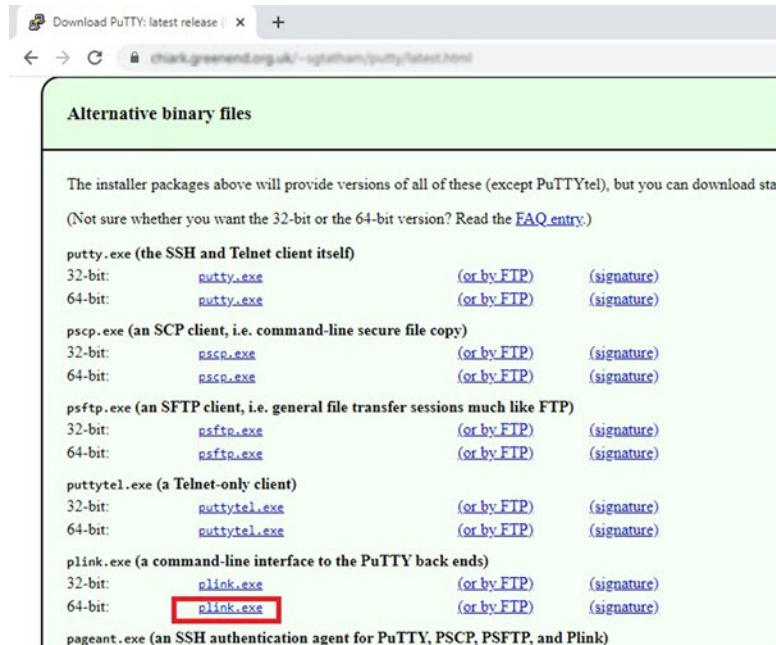 Download PuTTY: latest release (
chiark.greenend.org.uk/~sgtatham/putty/latest.html
Alternative binary files
The installer packages above will provide versions of all of these (except PuTTYtel), but you can download sta
(Not sure whether you want the 32-bit or the 64-bit version? Read the FAQ entry.)
putty.exe (the SSH and Telnet client itself)
32-bit: putty.exe (or by FTP) (signature)
64-bit: putty.exe (or by FTP) (signature)
pscp.exe (an SCP client, i.e. command-line secure file copy)
32-bit: pscp.exe (or by FTP) (signature)
64-bit: pscp.exe (or by FTP) (signature)
psftp.exe (an SFTP client, i.e. general file transfer sessions much like FTP)
32-bit: psftp.exe (or by FTP) (signature)
64-bit: psftp.exe (or by FTP) (signature)
puttytel.exe (a Telnet-only client)
32-bit: puttytel.exe (or by FTP) (signature)
64-bit: puttytel.exe (or by FTP) (signature)
plink.exe (a command-line interface to the PuTTY back ends)
32-bit: plink.exe (or by FTP) (signature)
64-bit: plink.exe (or by FTP) (signature)
pageant.exe (an SSH authentication agent for PuTTY, PSCP, PSFTP, and Plink)